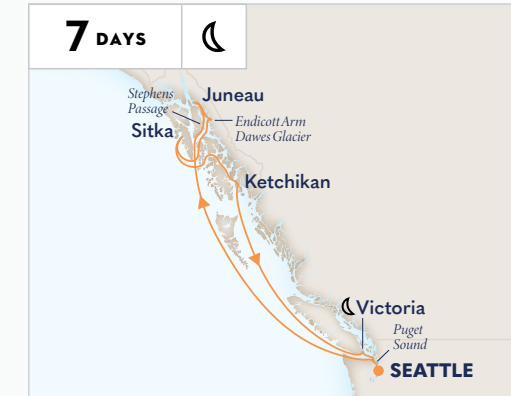 7 DAYS
Stephens
Passage
Juneau
Endicott Arm
Dawes Glacier
Sitka
Ketchikan
Victoria
Puget
Sound
SEATTLE